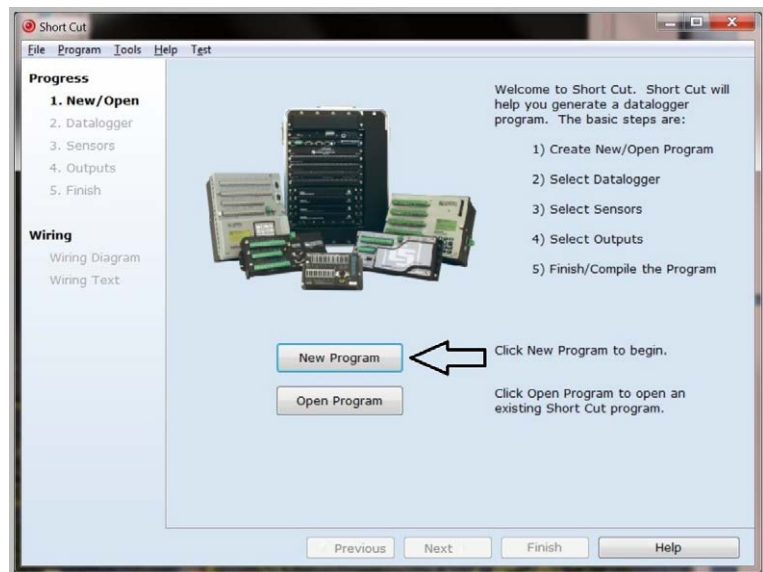 Short Cut
File Program Tools Help Test
Progress
1. New/Open
2. Datalogger
3. Sensors
4. Outputs
5. Finish
Wiring
Wiring Diagram
Wiring Text
Welcome to Short Cut. Short Cut will
help you generate a datalogger
program. The basic steps are:
1) Create New/Open Program
2) Select Datalogger
3) Select Sensors
4) Select Outputs
5) Finish/Compile the Program
New Program
Click New Program to begin.
Open Program
Click Open Program to open an
existing Short Cut program.
Previous Next Finish Help